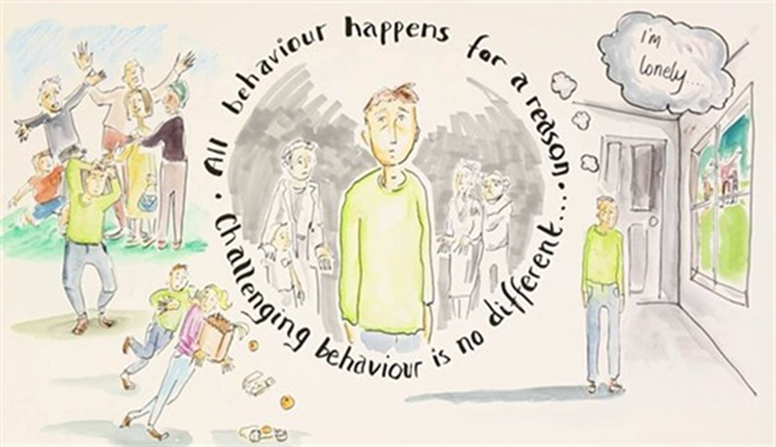 All behaviour happens for a reason.
Challenging behaviour is no different....
I'm
lonely....